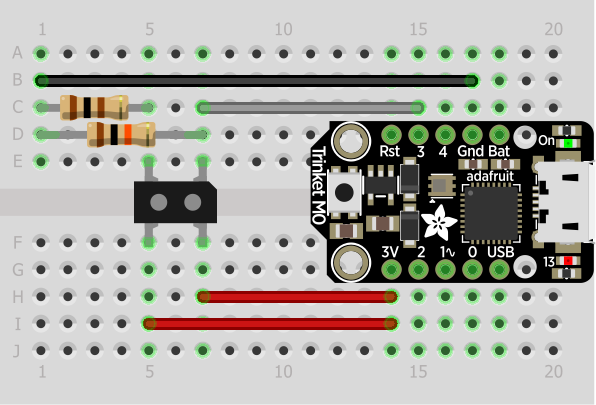 1 5 10 15 20
A
B
C
D
E
Rst 3 4 Gnd Bat
On
adafruit
Trinket M0
3V 2 1~ 0 USB
13
F
G
H
I
J
1 5 10 15 20